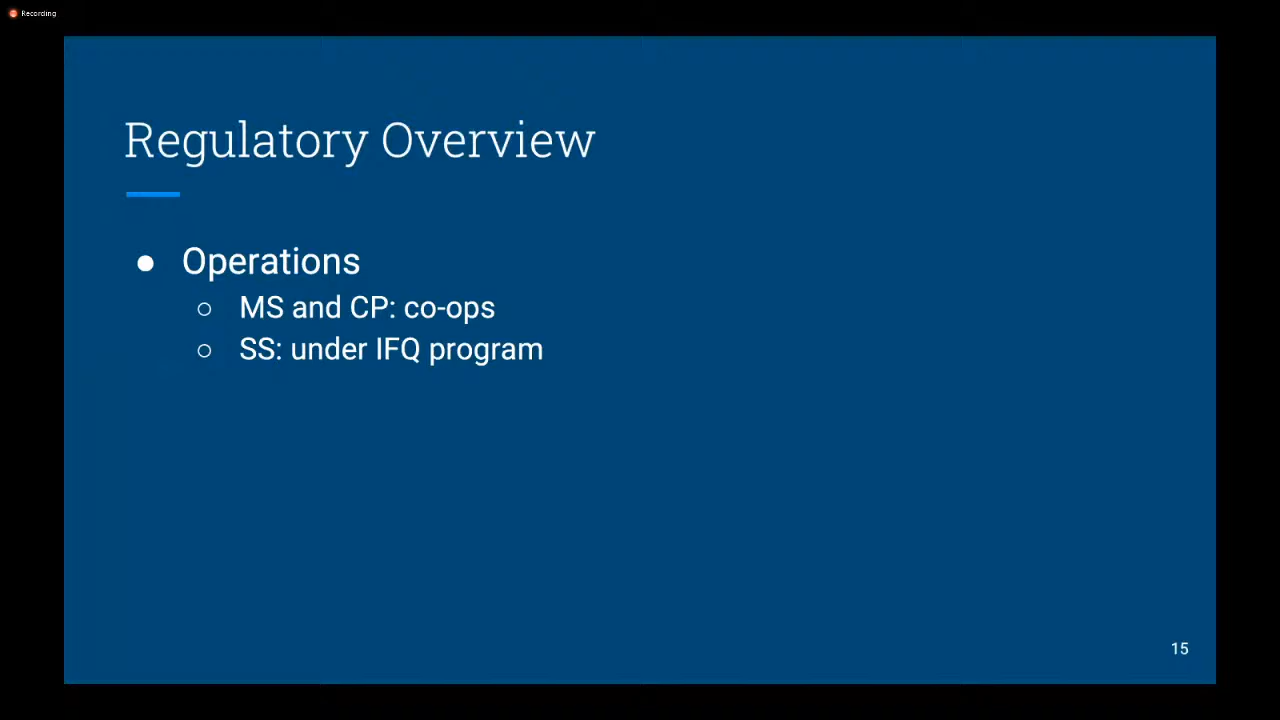 Recording
Regulatory Overview
● Operations
○ MS and CP: co-ops
○ SS: under IFQ program
15